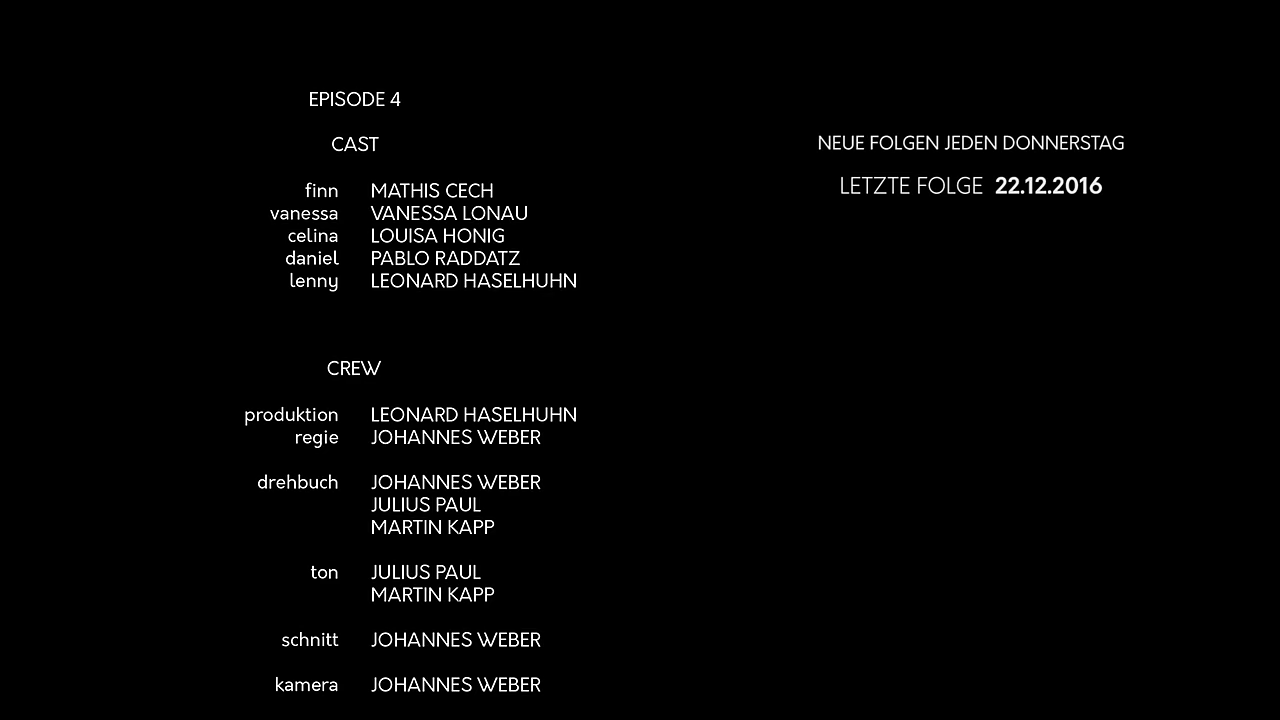 EPISODE 4
CAST
finn MATHIS CECH
vanessa VANESSA LONAU
celina LOUISA HONIG
daniel PABLO RADDATZ
lenny LEONARD HASELHUHN
CREW
produktion LEONARD HASELHUHN
regie JOHANNES WEBER
drehbuch JOHANNES WEBER
JULIUS PAUL
MARTIN KAPP
ton JULIUS PAUL
MARTIN KAPP
schnitt JOHANNES WEBER
kamera JOHANNES WEBER
NEUE FOLGEN JEDEN DONNERSTAG
LETZTE FOLGE 22.12.2016